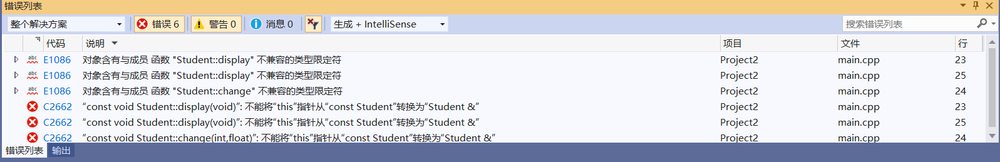 错误列表
整个解决方案 错误 6 警告 0 消息 0 生成 + IntelliSense 搜索错误列表
代码 说明 项目 文件 行
abc E1086 对象含有与成员 函数 "Student::display" 不兼容的类型限定符 Project2 main.cpp 23
abc E1086 对象含有与成员 函数 "Student::display" 不兼容的类型限定符 Project2 main.cpp 25
abc E1086 对象含有与成员 函数 "Student::change" 不兼容的类型限定符 Project2 main.cpp 24
C2662 “const void Student::display(void)”: 不能将“this”指针从“const Student”转换为“Student &” Project2 main.cpp 23
C2662 “const void Student::display(void)”: 不能将“this”指针从“const Student”转换为“Student &” Project2 main.cpp 25
C2662 “const void Student::change(int,float)”: 不能将“this”指针从“const Student”转换为“Student &” Project2 main.cpp 24
错误列表 输出